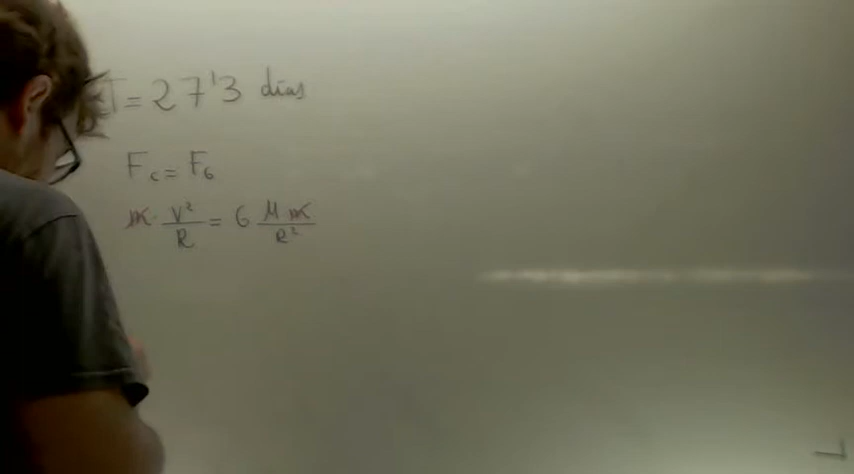 T = 27'3 días
Fc = FG
m · V²/R = G M m/R²